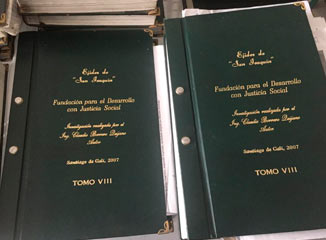 Ejidos de
"San Joaquín"
Fundación para el Desarrollo
con Justicia Social
Investigación realizada por el
Ing. Claudio Borrero Quijano
Autor
Santiago de Cali, 2007
TOMO VIII
Ejidos de
"San Joaquín"
Fundación para el Desarrollo
con Justicia Social
Investigación realizada por el
Ing. Claudio Borrero Quijano
Autor
Santiago de Cali, 2007
TOMO VIII